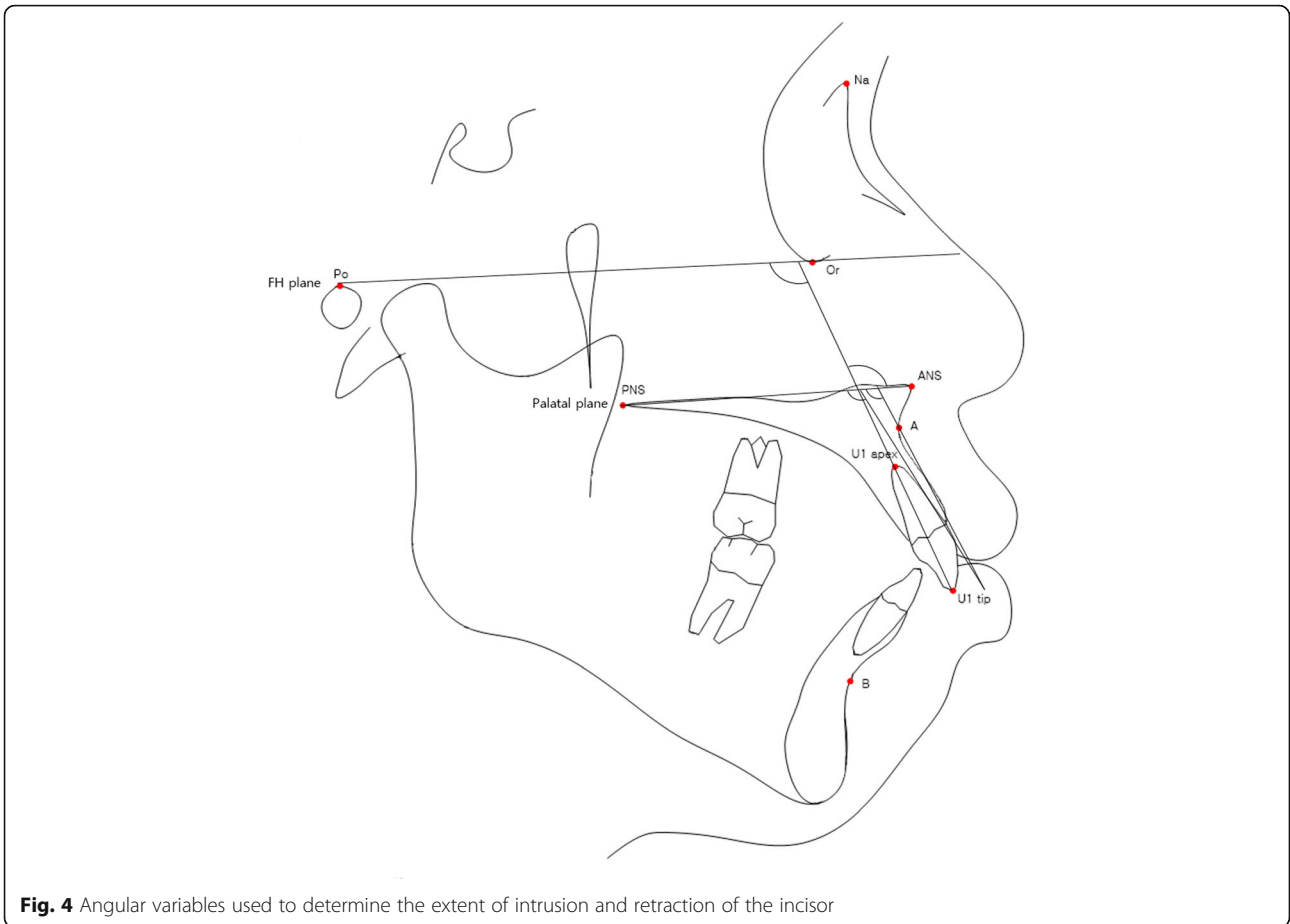 Na
FH plane
Po
Or
ANS
PNS
Palatal plane
A
U1 apex
U1 tip
B
Fig. 4 Angular variables used to determine the extent of intrusion and retraction of the incisor